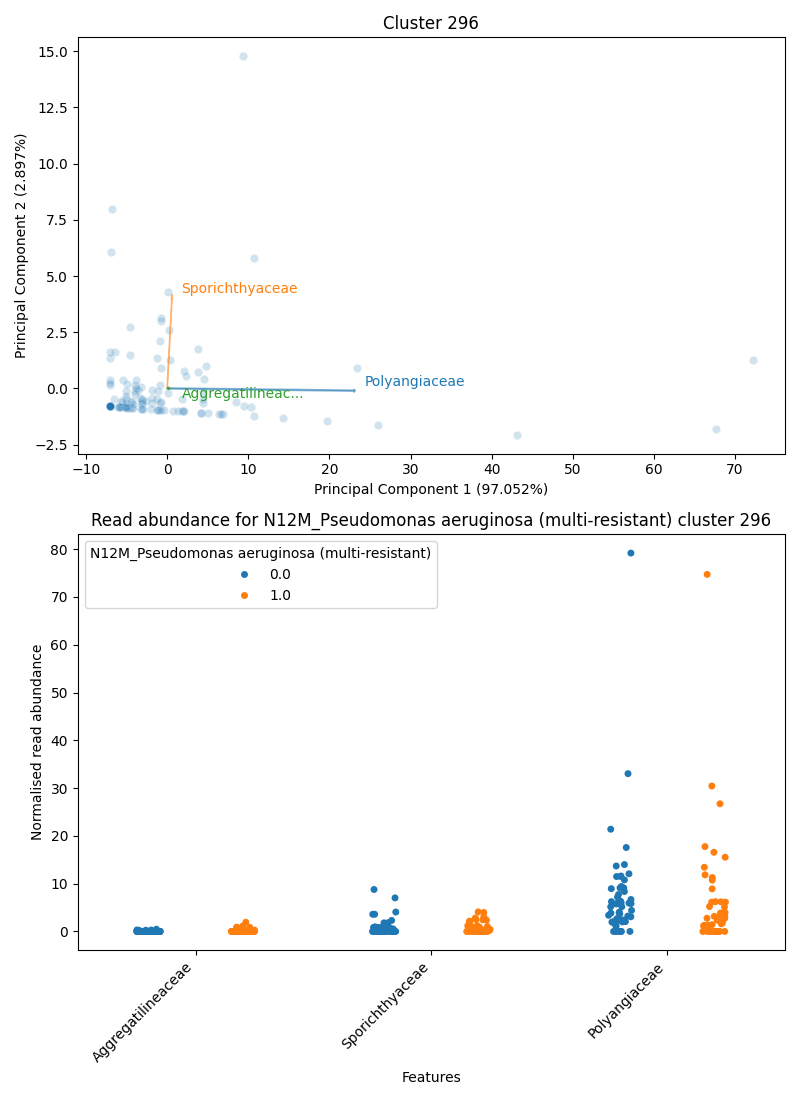 Cluster 296
15.0
12.5
10.0
7.5
5.0
2.5
0.0
−2.5
Principal Component 2 (2.897%)
Sporichthyaceae
Polyangiaceae
Aggregatilineac...
−10 0 10 20 30 40 50 60 70
Principal Component 1 (97.052%)
Read abundance for N12M_Pseudomonas aeruginosa (multi-resistant) cluster 296
N12M_Pseudomonas aeruginosa (multi-resistant)
0.0
1.0
80
70
60
50
40
30
20
10
0
Normalised read abundance
Aggregatilineaceae
Sporichthyaceae
Polyangiaceae
Features